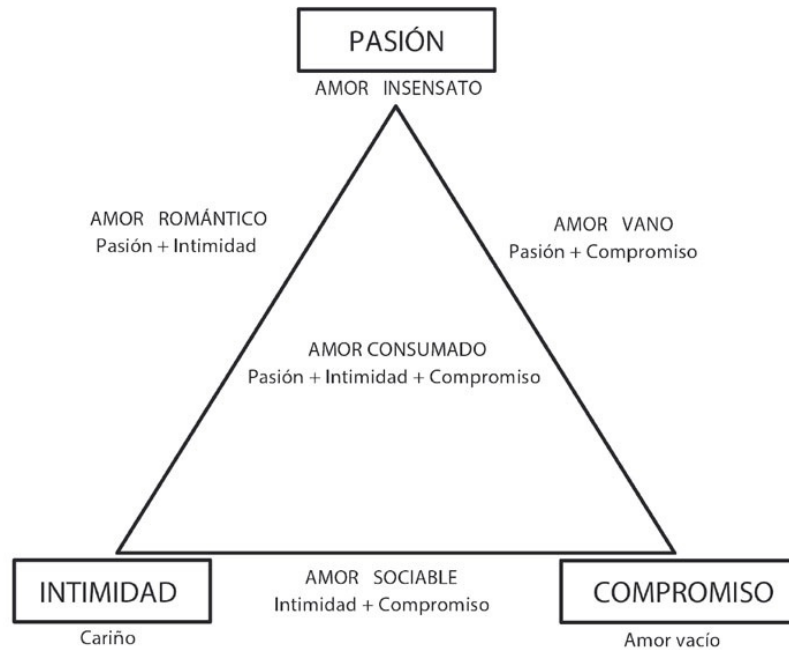 PASIÓN
AMOR INSENSATO
AMOR ROMÁNTICO
Pasión + Intimidad
AMOR VANO
Pasión + Compromiso
AMOR CONSUMADO
Pasión + Intimidad + Compromiso
INTIMIDAD
Cariño
AMOR SOCIABLE
Intimidad + Compromiso
COMPROMISO
Amor vacío